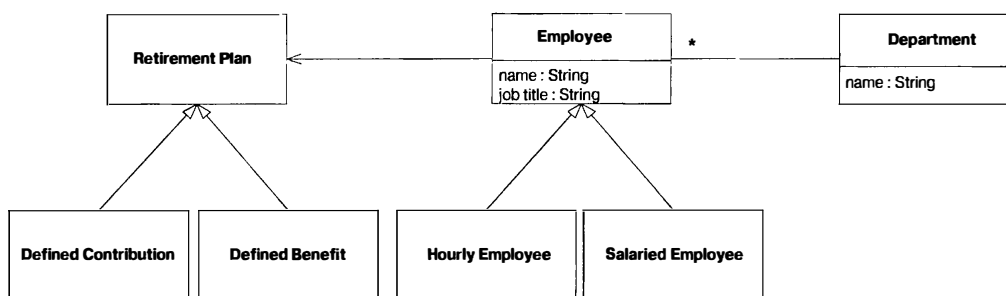 Retirement Plan
Employee
*
Department
name : String
job title : String
name : String
Defined Contribution
Defined Benefit
Hourly Employee
Salaried Employee